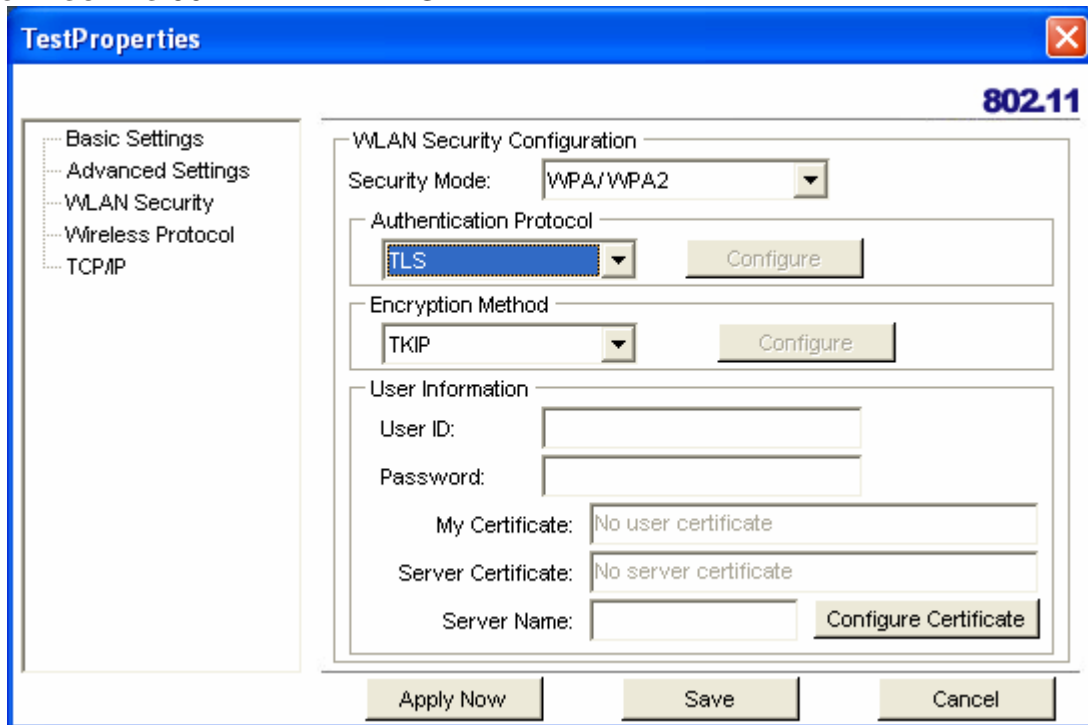 TestProperties
802.11
Basic Settings
Advanced Settings
WLAN Security
Wireless Protocol
TCP/IP
WLAN Security Configuration
Security Mode: WPA/WPA2
Authentication Protocol
TLS Configure
Encryption Method
TKIP Configure
User Information
User ID:
Password:
My Certificate: No user certificate
Server Certificate: No server certificate
Server Name: Configure Certificate
Apply Now Save Cancel